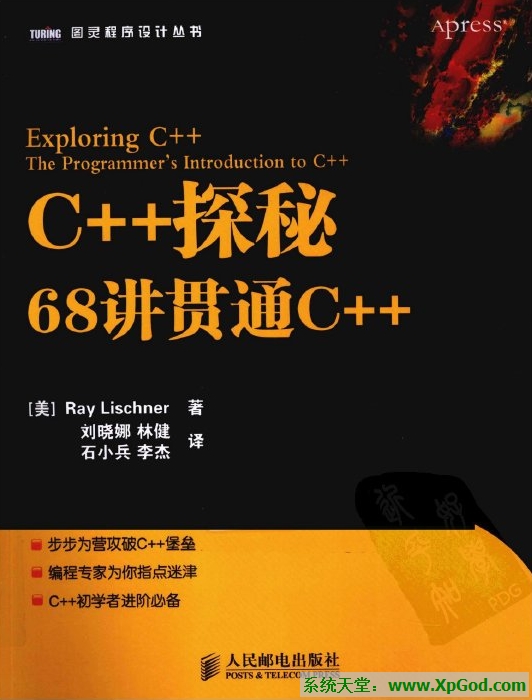 TURING 图灵程序设计丛书
Apress®
Exploring C++
The Programmer's Introduction to C++
C++探秘
68讲贯通C++
[美] Ray Lischner 著
刘晓娜 林健
石小兵 李杰 译
步步为营攻破C++堡垒
编程专家为你指点迷津
C++初学者进阶必备
PDG
人民邮电出版社
POSTS & TELECOM PRESS
系统天堂：www.XpGod.com